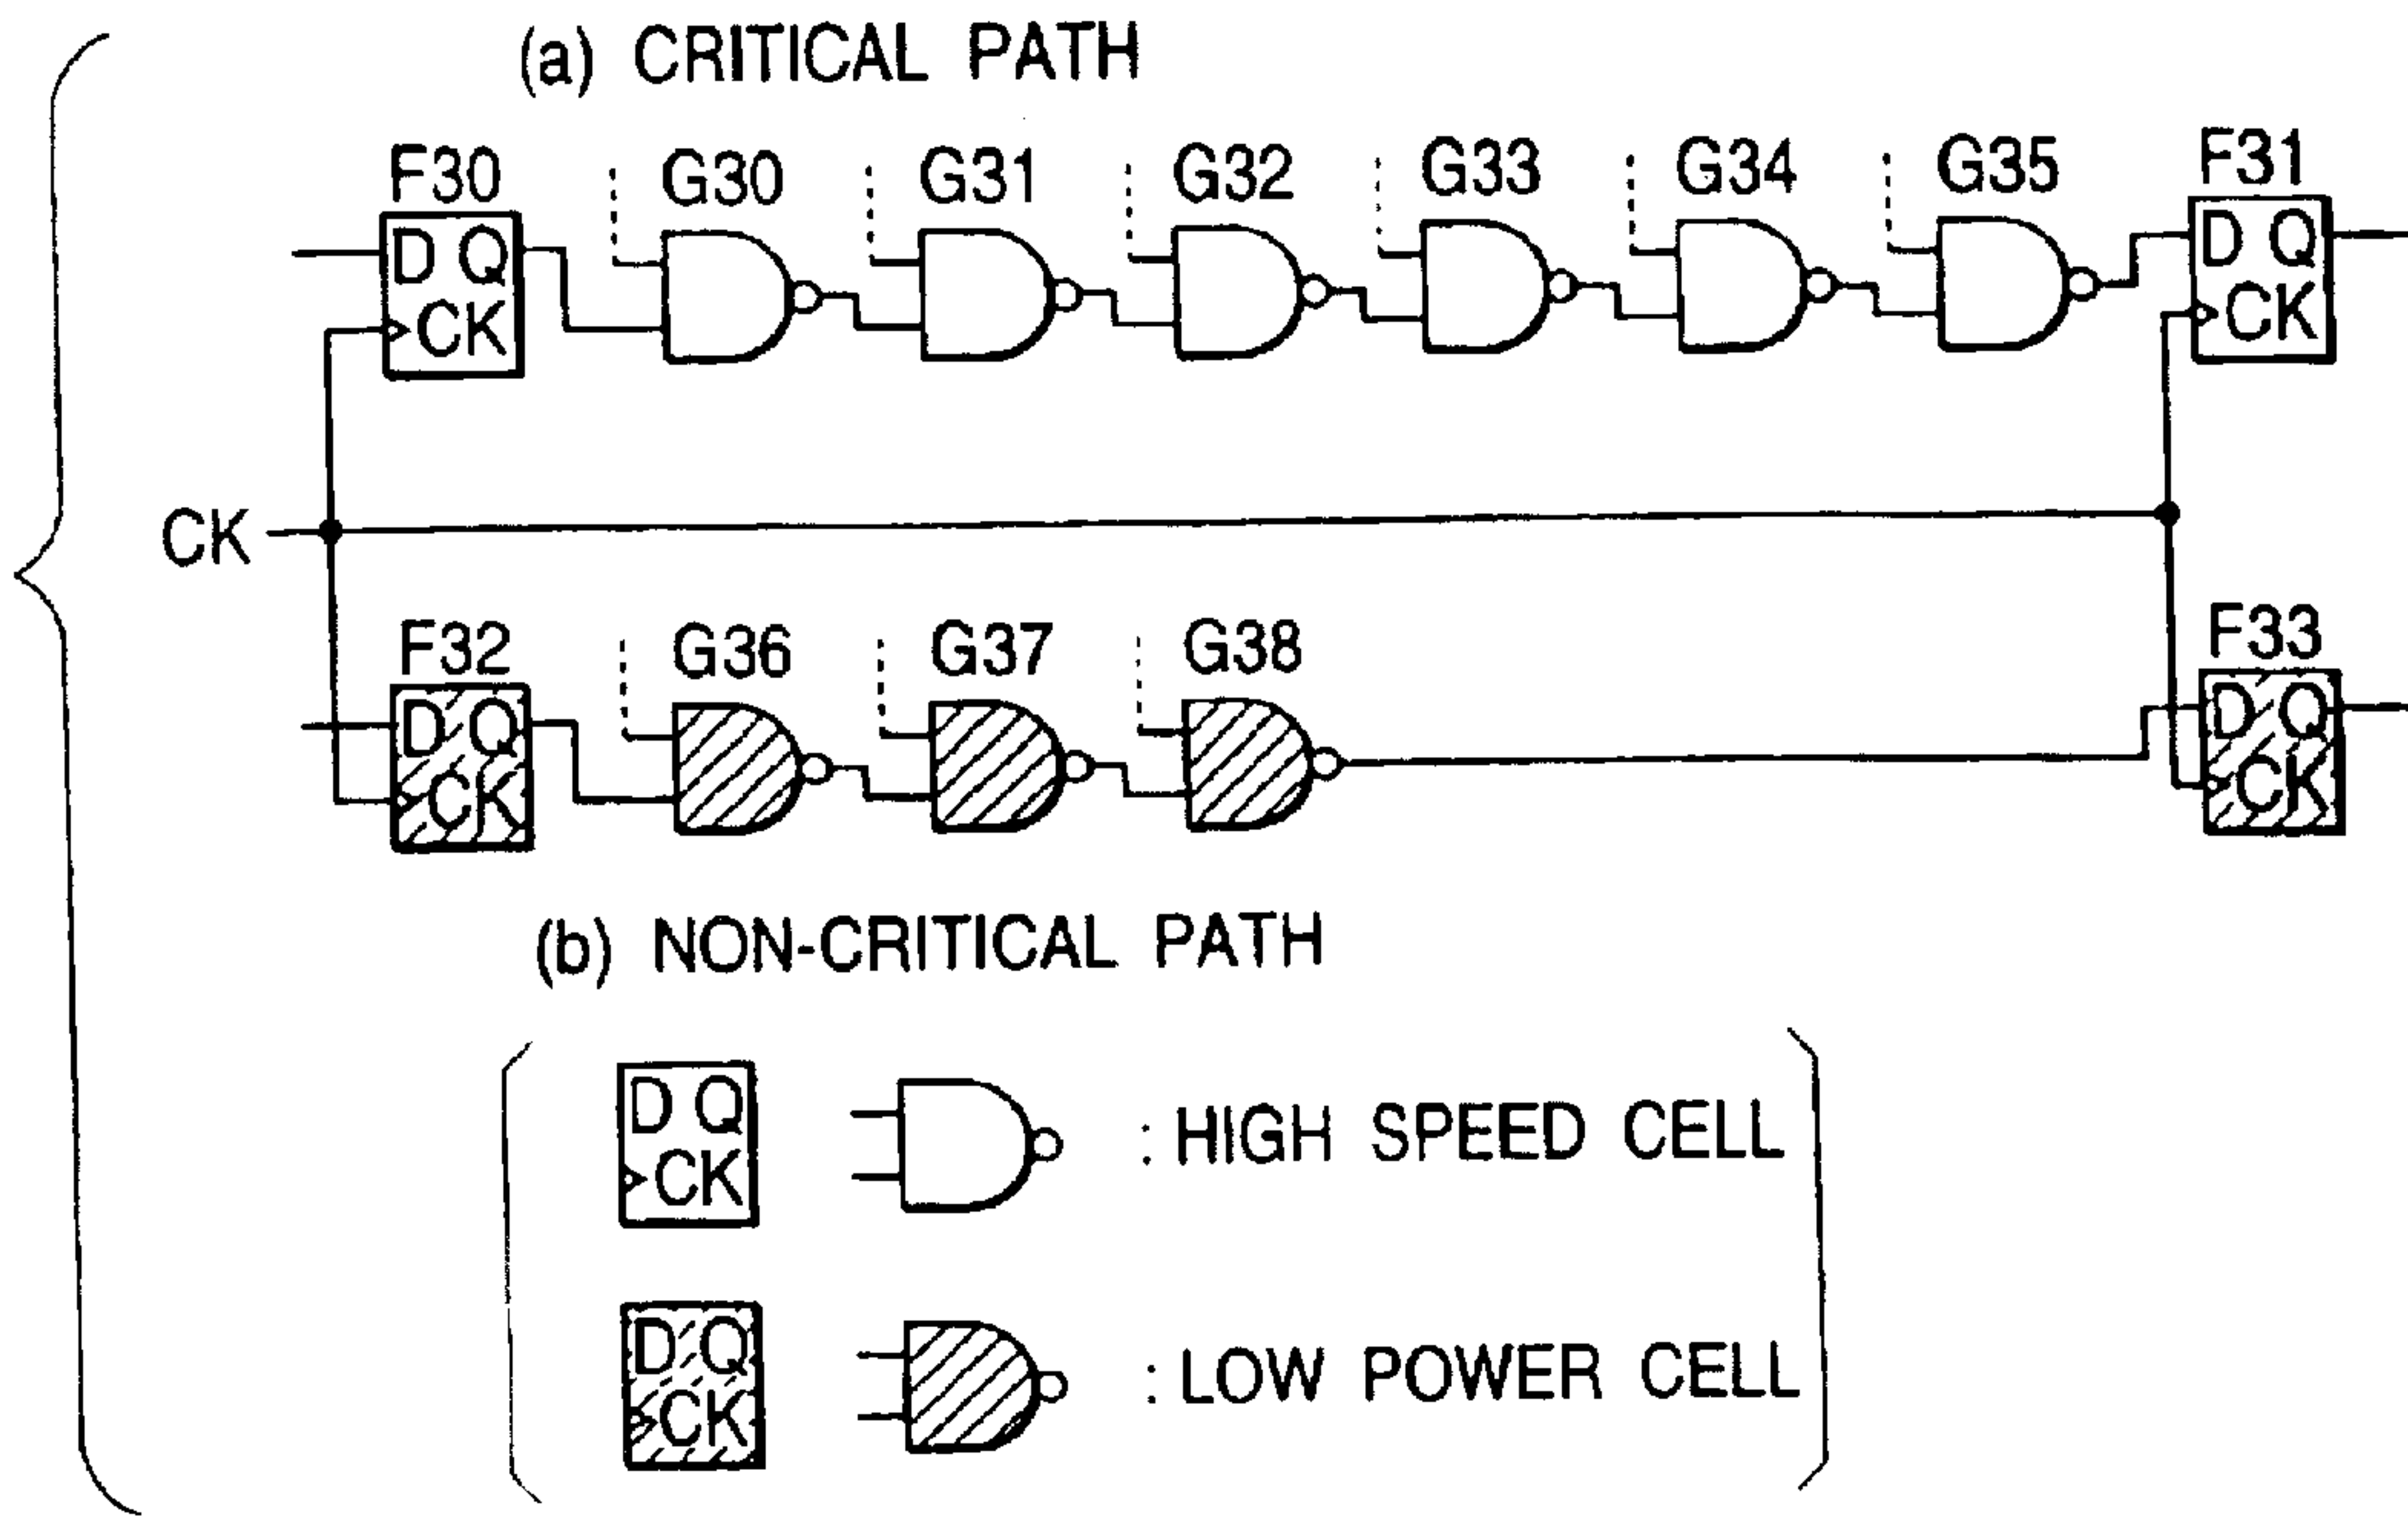 (a) CRITICAL PATH
F30 G30 G31 G32 G33 G34 G35 F31
D Q D Q
CK CK
CK
F32 G36 G37 G38 F33
D Q D Q
CK CK
(b) NON-CRITICAL PATH
D Q
CK
: HIGH SPEED CELL
D Q
CK
: LOW POWER CELL